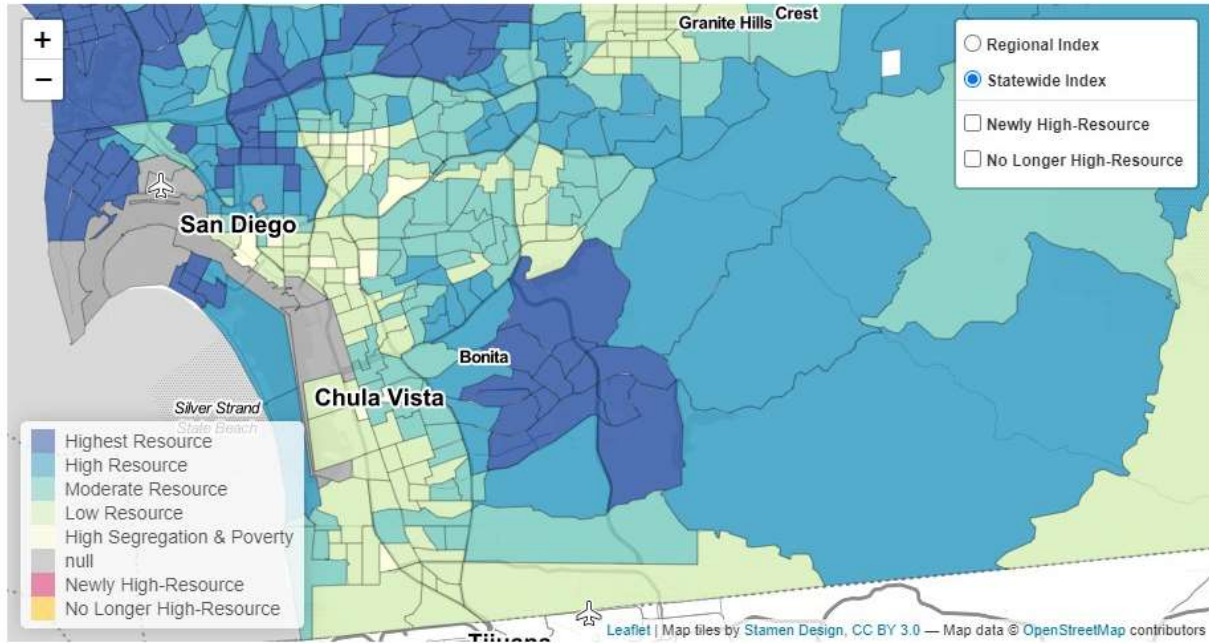 +
−
Granite Hills
Crest
Regional Index
Statewide Index
Newly High-Resource
No Longer High-Resource
San Diego
Bonita
Chula Vista
Silver Strand
State Beach
Highest Resource
High Resource
Moderate Resource
Low Resource
High Segregation & Poverty
null
Newly High-Resource
No Longer High-Resource
Tijuana
Leaflet | Map tiles by Stamen Design, CC BY 3.0 — Map data © OpenStreetMap contributors